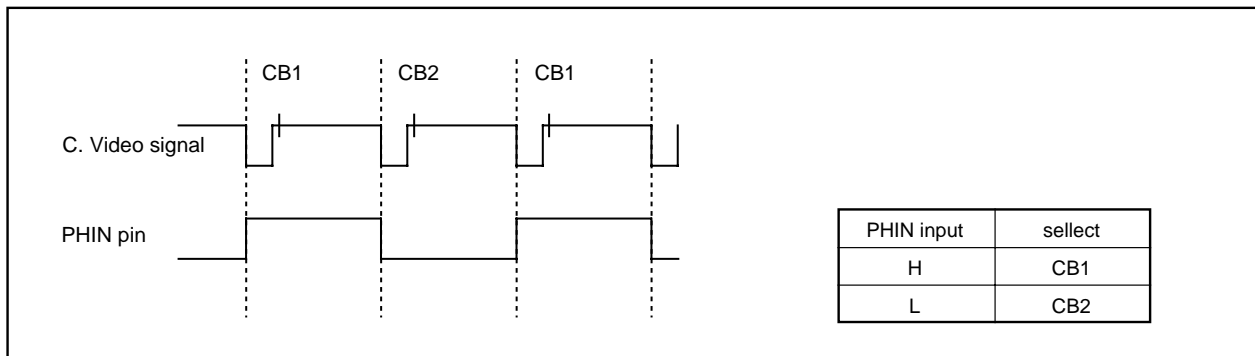 CB1 CB2 CB1
C. Video signal
PHIN pin
PHIN input sellect
H CB1
L CB2